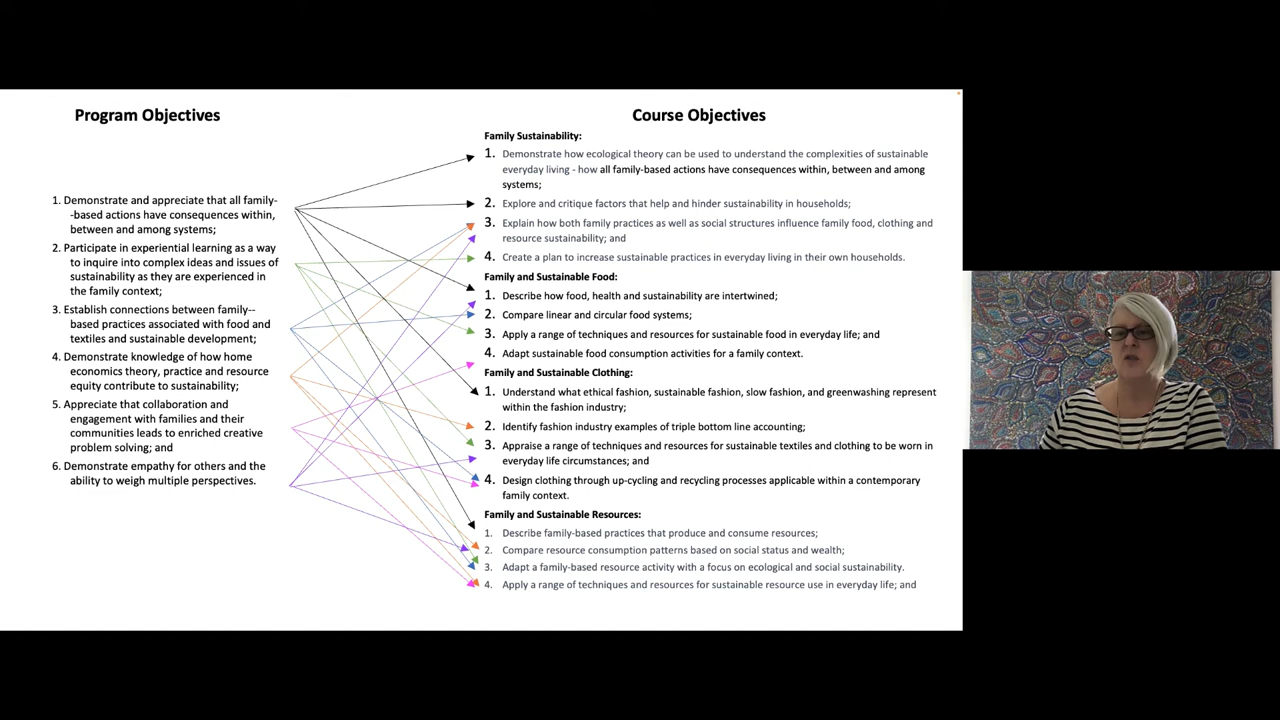 Program Objectives
1. Demonstrate and appreciate that all family-
-based actions have consequences within,
between and among systems;
2. Participate in experiential learning as a way
to inquire into complex ideas and issues of
sustainability as they are experienced in
the family context;
3. Establish connections between family--
based practices associated with food and
textiles and sustainable development;
4. Demonstrate knowledge of how home
economics theory, practice and resource
equity contribute to sustainability;
5. Appreciate that collaboration and
engagement with families and their
communities leads to enriched creative
problem solving; and
6. Demonstrate empathy for others and the
ability to weigh multiple perspectives.
Course Objectives
Family Sustainability:
1. Demonstrate how ecological theory can be used to understand the complexities of sustainable
everyday living - how all family-based actions have consequences within, between and among
systems;
2. Explore and critique factors that help and hinder sustainability in households;
3. Explain how both family practices as well as social structures influence family food, clothing and
resource sustainability; and
4. Create a plan to increase sustainable practices in everyday living in their own households.
Family and Sustainable Food:
1. Describe how food, health and sustainability are intertwined;
2. Compare linear and circular food systems;
3. Apply a range of techniques and resources for sustainable food in everyday life; and
4. Adapt sustainable food consumption activities for a family context.
Family and Sustainable Clothing:
1. Understand what ethical fashion, sustainable fashion, slow fashion, and greenwashing represent
within the fashion industry;
2. Identify fashion industry examples of triple bottom line accounting;
3. Appraise a range of techniques and resources for sustainable textiles and clothing to be worn in
everyday life circumstances; and
4. Design clothing through up-cycling and recycling processes applicable within a contemporary
family context.
Family and Sustainable Resources:
1. Describe family-based practices that produce and consume resources;
2. Compare resource consumption patterns based on social status and wealth;
3. Adapt a family-based resource activity with a focus on ecological and social sustainability.
4. Apply a range of techniques and resources for sustainable resource use in everyday life; and